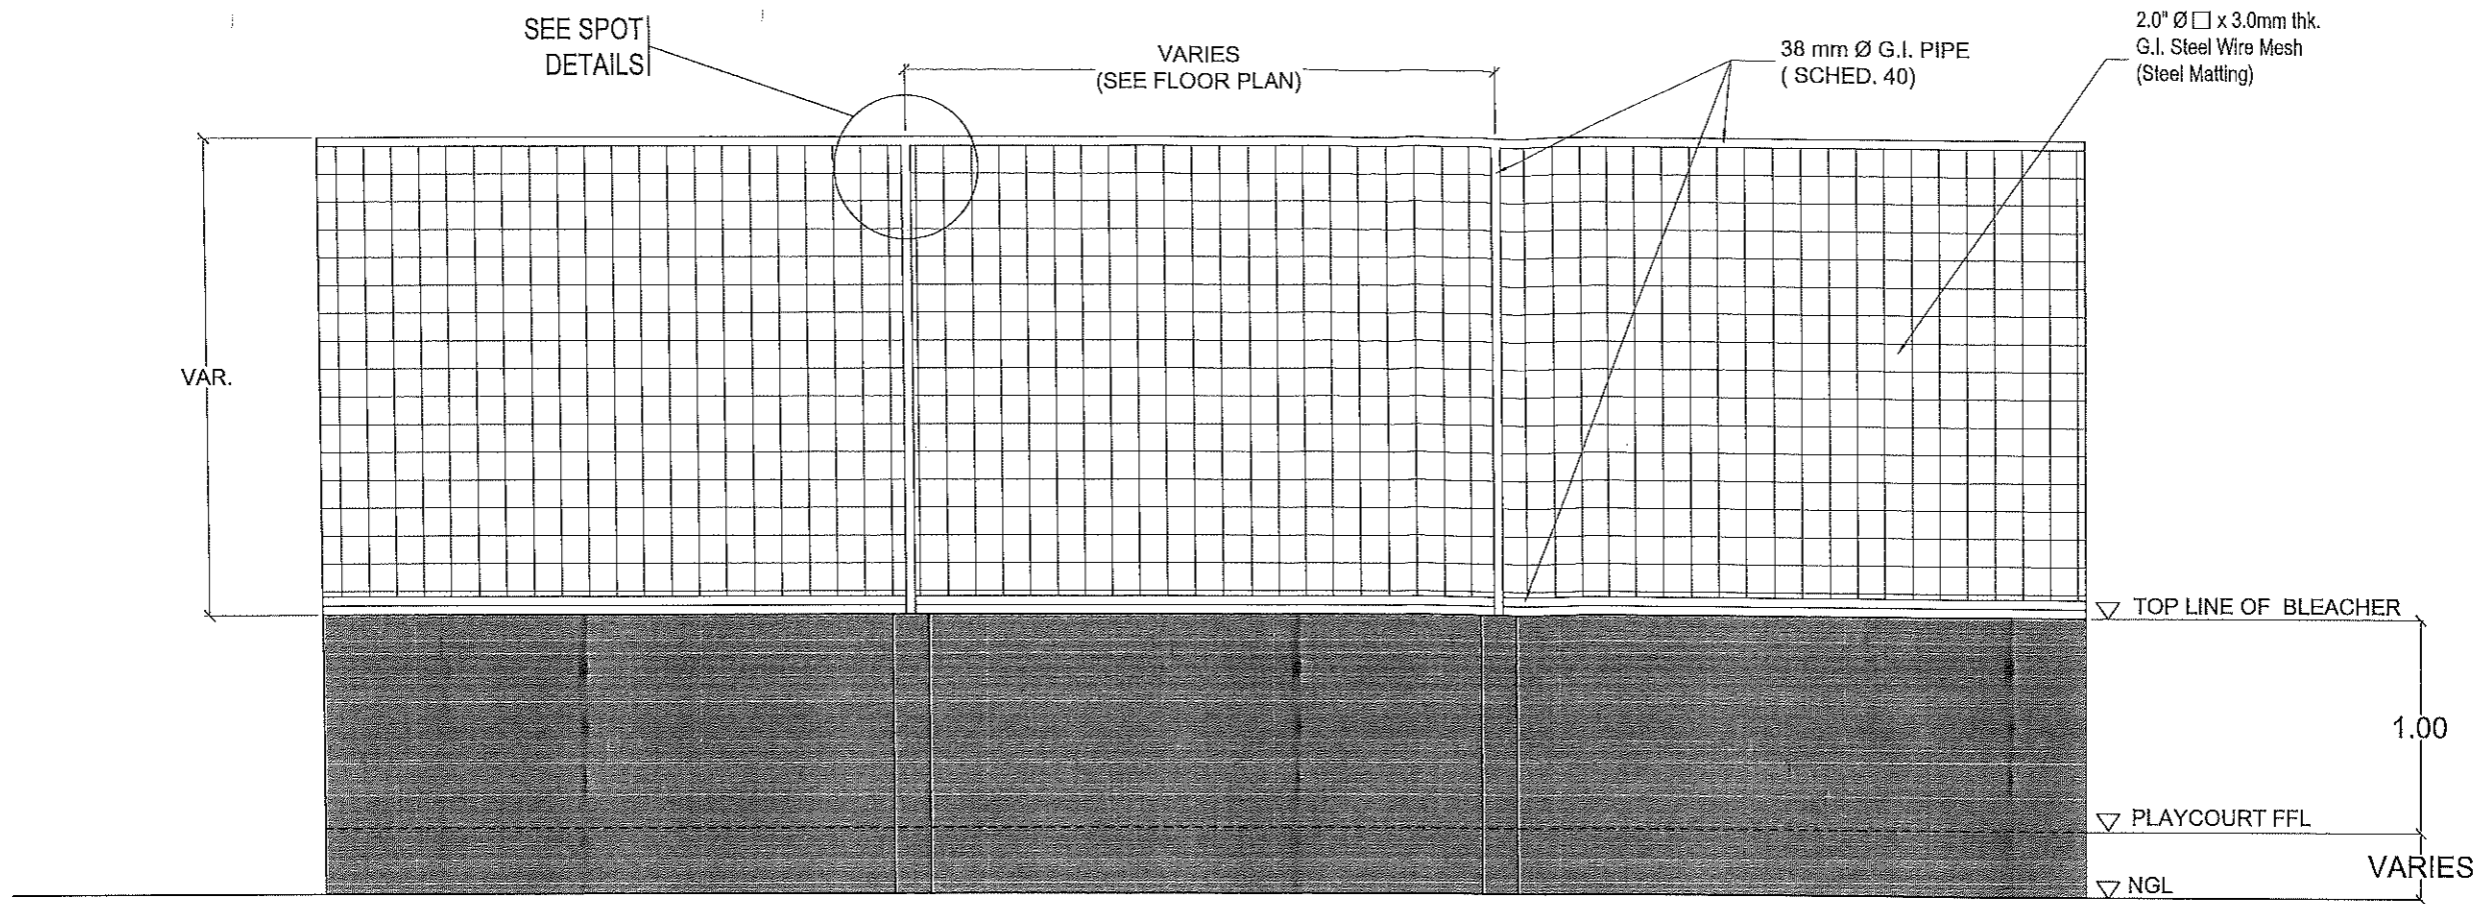 SEE SPOT
DETAILS
VARIES
(SEE FLOOR PLAN)
38 mm Ø G.I. PIPE
( SCHED. 40)
2.0" Ø □ x 3.0mm thk.
G.I. Steel Wire Mesh
(Steel Matting)
VAR.
TOP LINE OF BLEACHER
1.00
PLAYCOURT FFL
VARIES
NGL